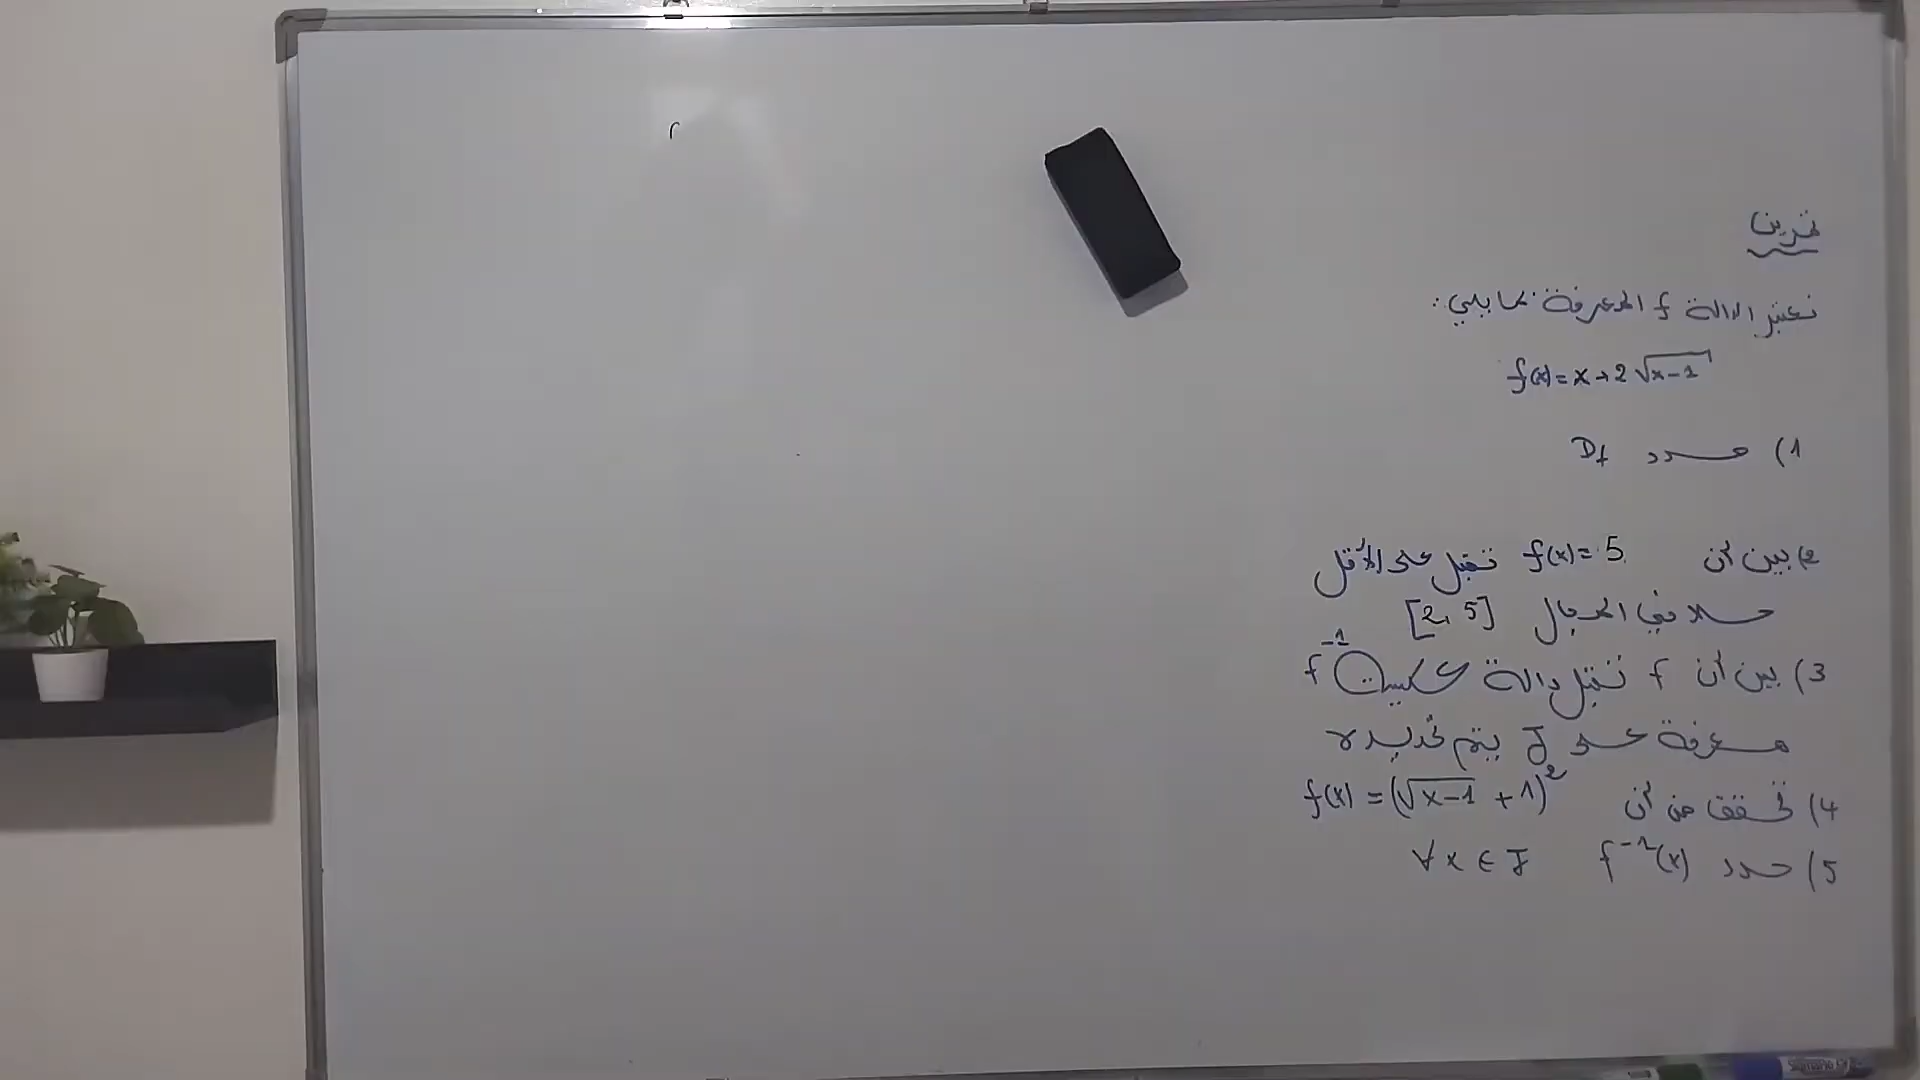 تمرين
نعتبر الدالة f المعرفة بما يلي:
f(x) = x + 2√(x-1)
1) حدد Df
2) بين أن f(x) = 5 تقبل على الأقل
حلا في المجال [2, 5]
3) بين أن f تقبل دالة عكسية f⁻¹
معرفة على J يتم تحديده
4) تحقق من أن f(x) = (√(x-1) + 1)²
5) حدد f⁻¹(x) ∀x ∈ J